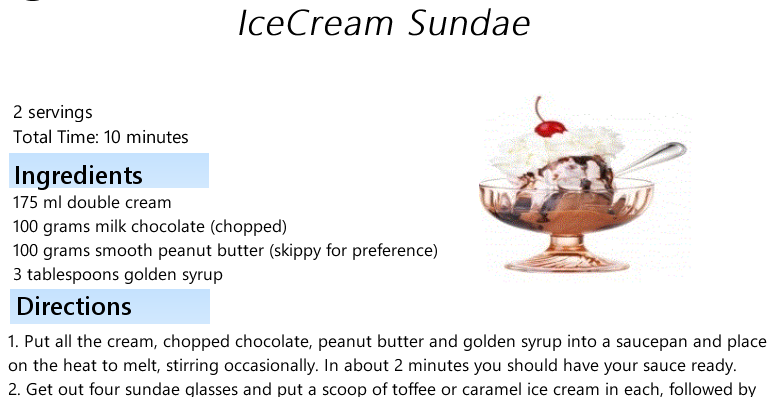 IceCream Sundae
2 servings
Total Time: 10 minutes
Ingredients
175 ml double cream
100 grams milk chocolate (chopped)
100 grams smooth peanut butter (skippy for preference)
3 tablespoons golden syrup
Directions
1. Put all the cream, chopped chocolate, peanut butter and golden syrup into a saucepan and place
on the heat to melt, stirring occasionally. In about 2 minutes you should have your sauce ready.
2. Get out four sundae glasses and put a scoop of toffee or caramel ice cream in each, followed by